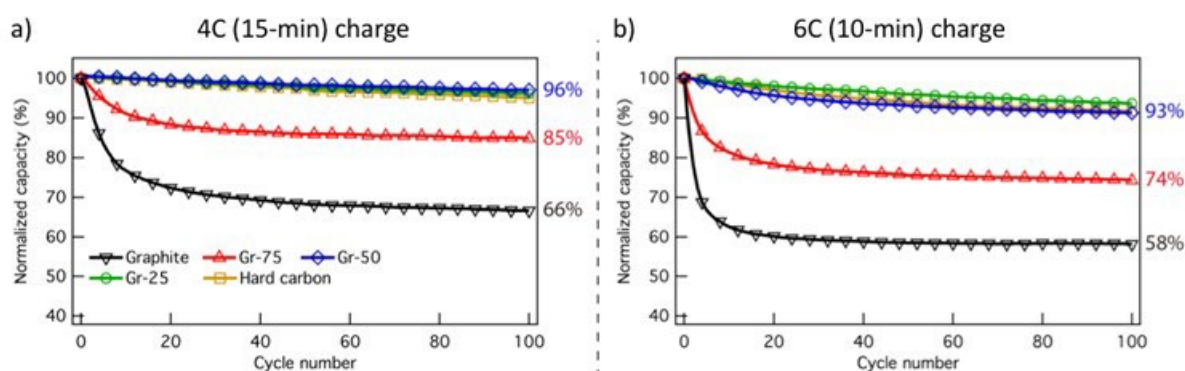 a) 4C (15-min) charge
Normalized capacity (%)
100
90
80
70
60
50
40
96%
85%
66%
Graphite Gr-75 Gr-50
Gr-25 Hard carbon
0 20 40 60 80 100
Cycle number
b) 6C (10-min) charge
Normalized capacity (%)
100
90
80
70
60
50
40
93%
74%
58%
0 20 40 60 80 100
Cycle number